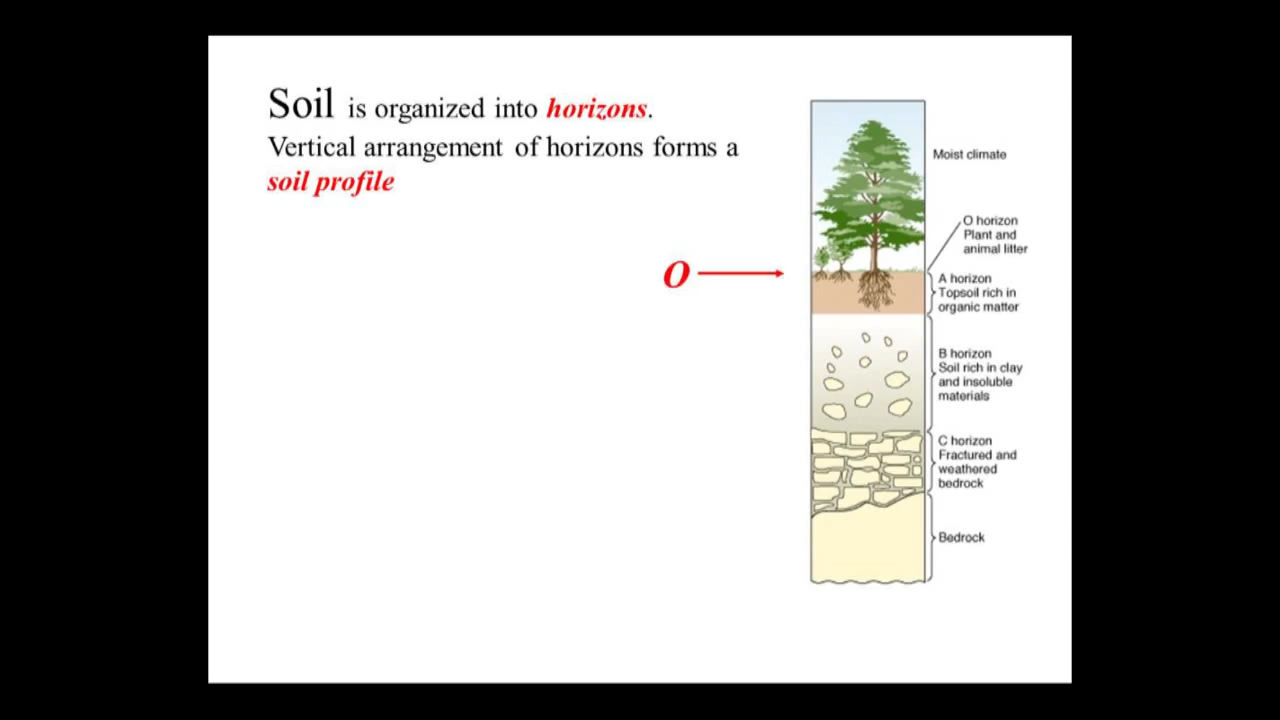 Soil is organized into horizons.
Vertical arrangement of horizons forms a
soil profile
O
Moist climate
O horizon
Plant and
animal litter
A horizon
Topsoil rich in
organic matter
B horizon
Soil rich in clay
and insoluble
materials
C horizon
Fractured and
weathered
bedrock
Bedrock